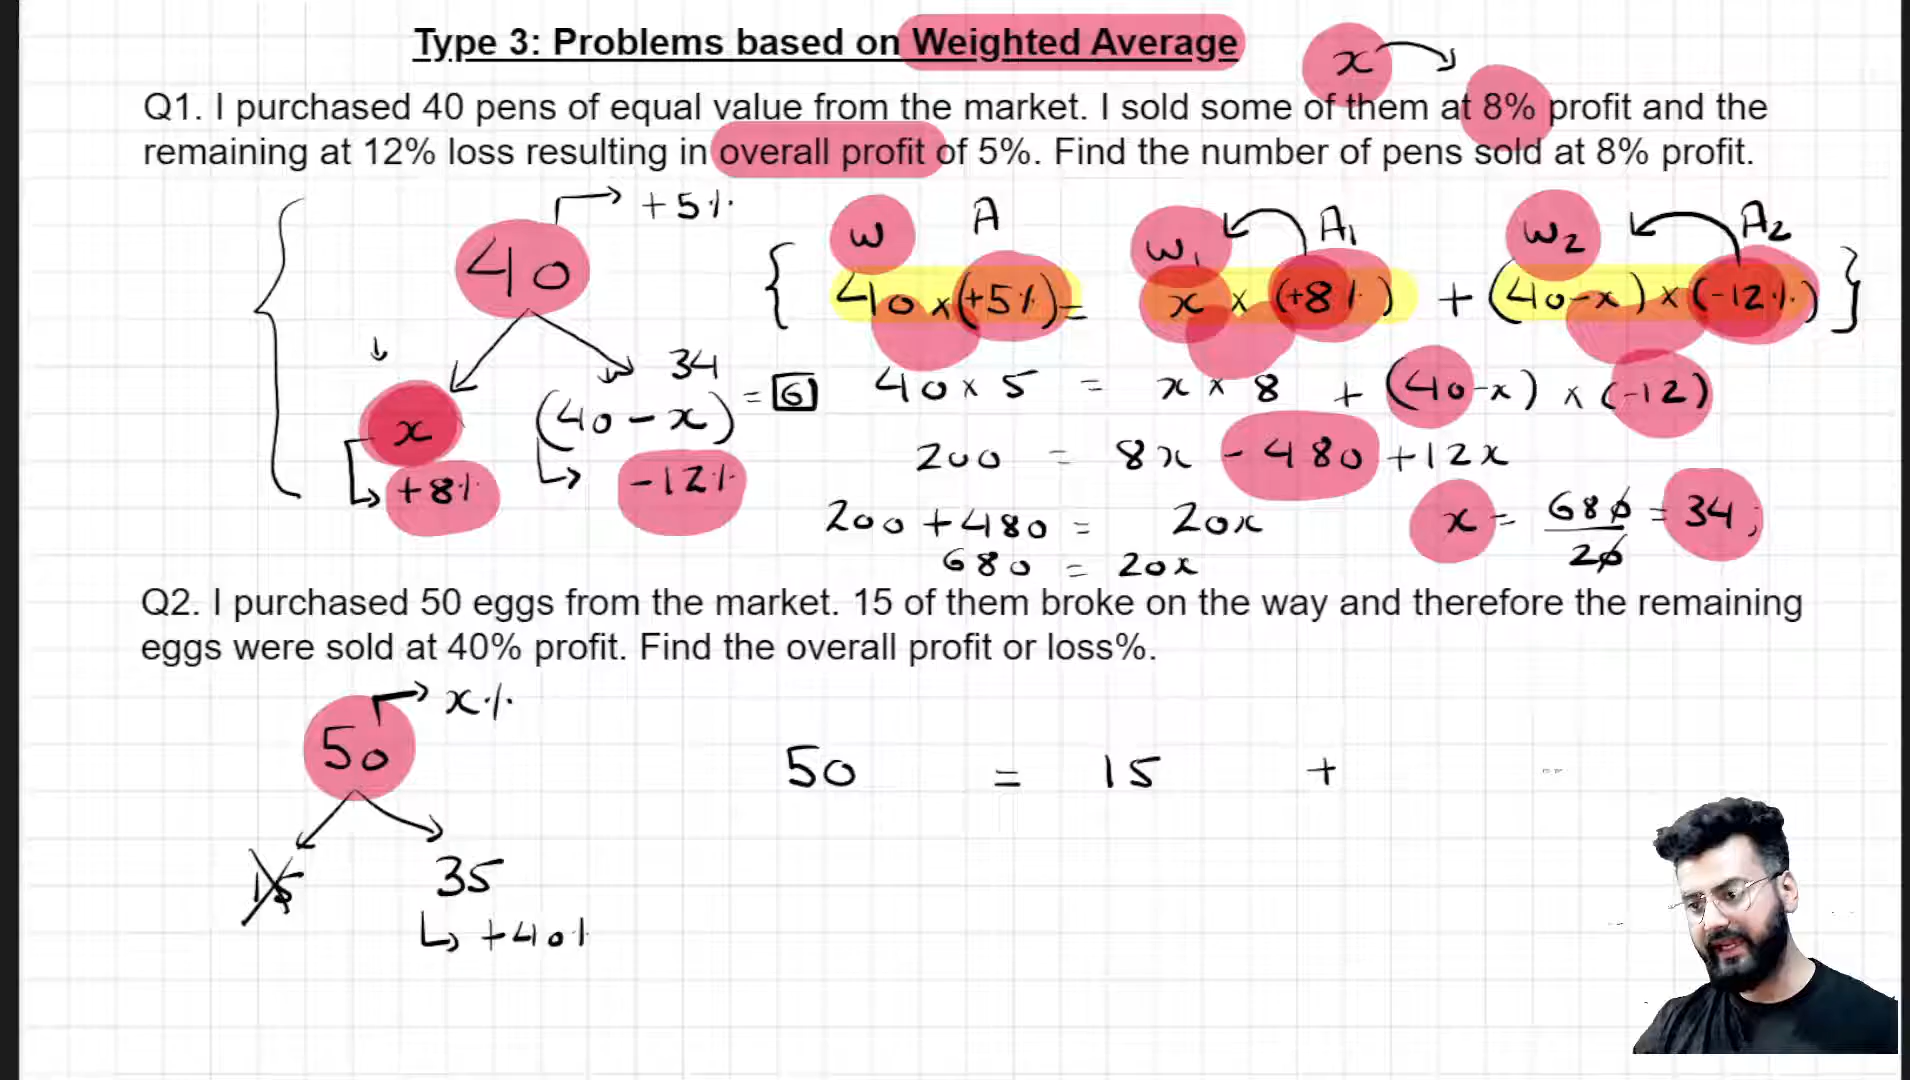 Type 3: Problems based on Weighted Average
x
Q1. I purchased 40 pens of equal value from the market. I sold some of them at 8% profit and the
remaining at 12% loss resulting in overall profit of 5%. Find the number of pens sold at 8% profit.
+5%
40
x
+8%
34
(40-x) = 6
-12%
W A W1 A1 W2 A2
{ 40 × (+5%) = x × (+8%) + (40-x) × (-12%) }
40 × 5 = x × 8 + (40-x) × (-12)
200 = 8x - 480 + 12x
200 + 480 = 20x
680 = 20x
x = 680/20 = 34,
Q2. I purchased 50 eggs from the market. 15 of them broke on the way and therefore the remaining
eggs were sold at 40% profit. Find the overall profit or loss%.
x%
50
15 35
+40%
50 = 15 +